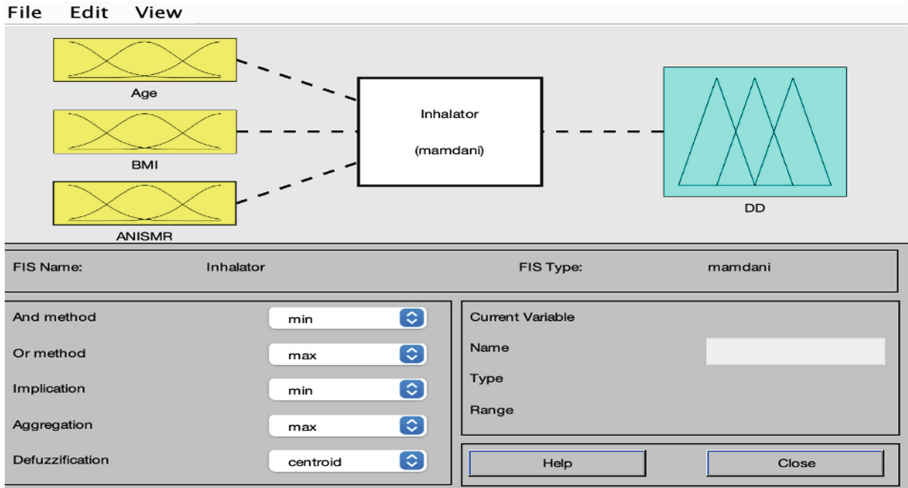 File Edit View
Age
Inhalator
BMI
(mamdani)
DD
ANISMR
FIS Name: Inhalator FIS Type: mamdani
And method min
Or method max
Implication min
Aggregation max
Defuzzification centroid
Current Variable
Name
Type
Range
Help Close